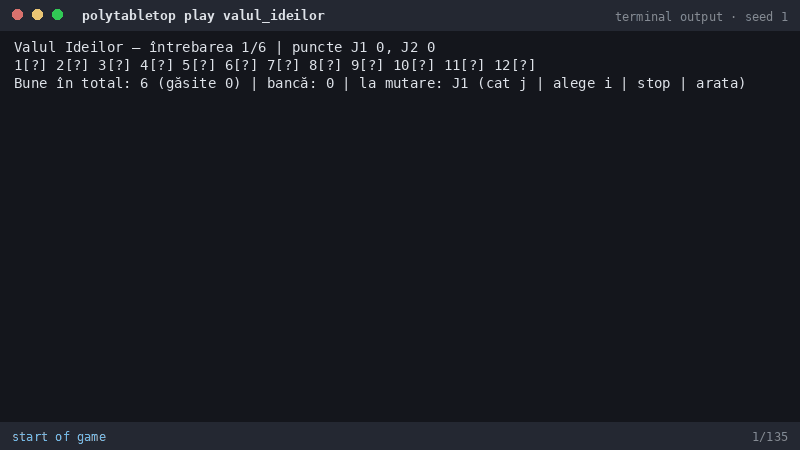 polytabletop play valul_ideilor
terminal output · seed 1
Valul Ideilor — întrebarea 1/6 | puncte J1 0, J2 0
1[?] 2[?] 3[?] 4[?] 5[?] 6[?] 7[?] 8[?] 9[?] 10[?] 11[?] 12[?]
Bune în total: 6 (găsite 0) | bancă: 0 | la mutare: J1 (cat j | alege i | stop | arata)
start of game
1/135